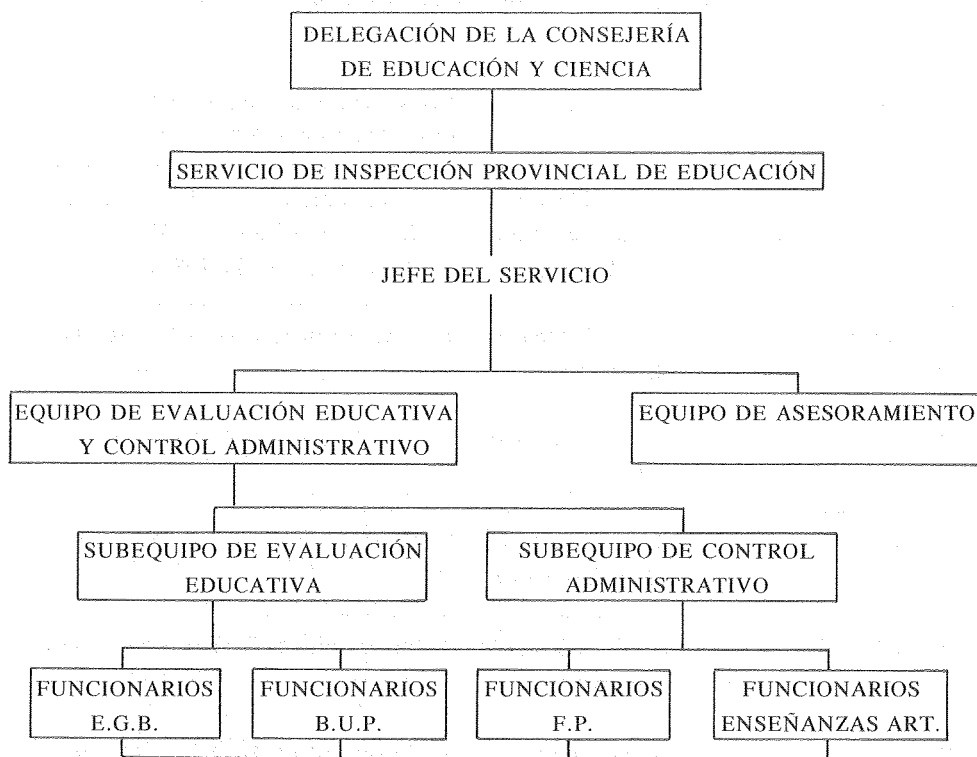 DELEGACIÓN DE LA CONSEJERÍA
DE EDUCACIÓN Y CIENCIA
SERVICIO DE INSPECCIÓN PROVINCIAL DE EDUCACIÓN
JEFE DEL SERVICIO
EQUIPO DE EVALUACIÓN EDUCATIVA
Y CONTROL ADMINISTRATIVO
EQUIPO DE ASESORAMIENTO
SUBEQUIPO DE EVALUACIÓN
EDUCATIVA
SUBEQUIPO DE CONTROL
ADMINISTRATIVO
FUNCIONARIOS
E.G.B.
FUNCIONARIOS
B.U.P.
FUNCIONARIOS
F.P.
FUNCIONARIOS
ENSEÑANZAS ART.